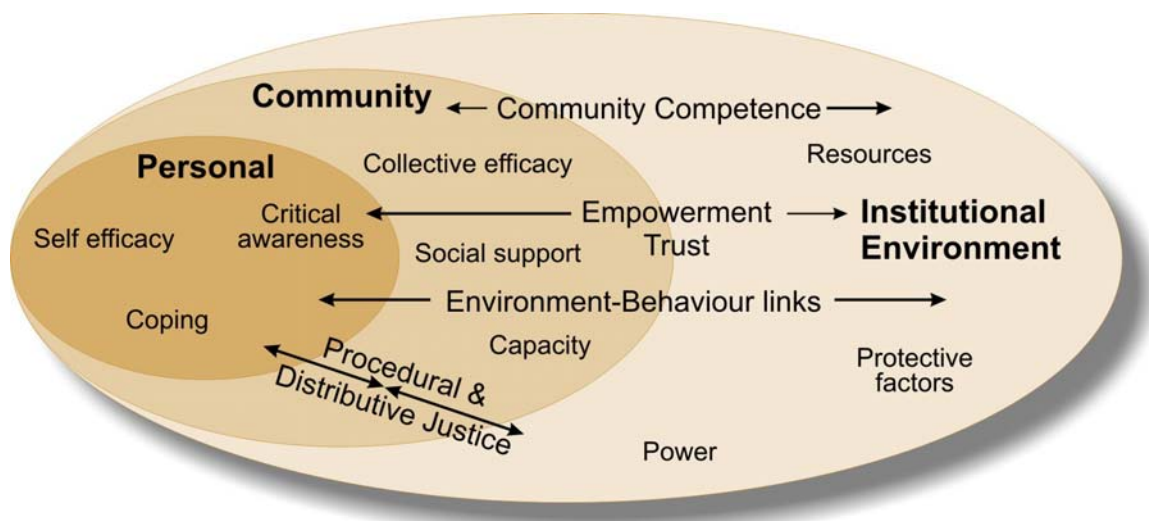 Community
Community Competence
Personal
Collective efficacy
Resources
Self efficacy
Critical
awareness
Empowerment
Trust
Institutional
Environment
Social support
Environment-Behaviour links
Coping
Capacity
Procedural &
Distributive Justice
Protective
factors
Power